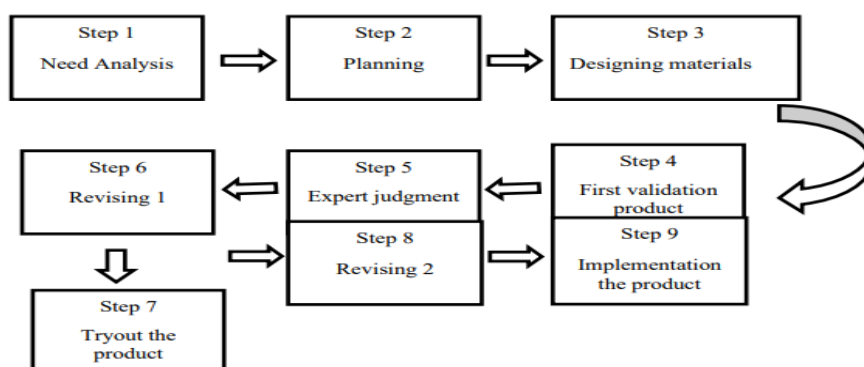 Step 1
Need Analysis
Step 2
Planning
Step 3
Designing materials
Step 4
First validation
product
Step 5
Expert judgment
Step 6
Revising 1
Step 7
Tryout the
product
Step 8
Revising 2
Step 9
Implementation
the product